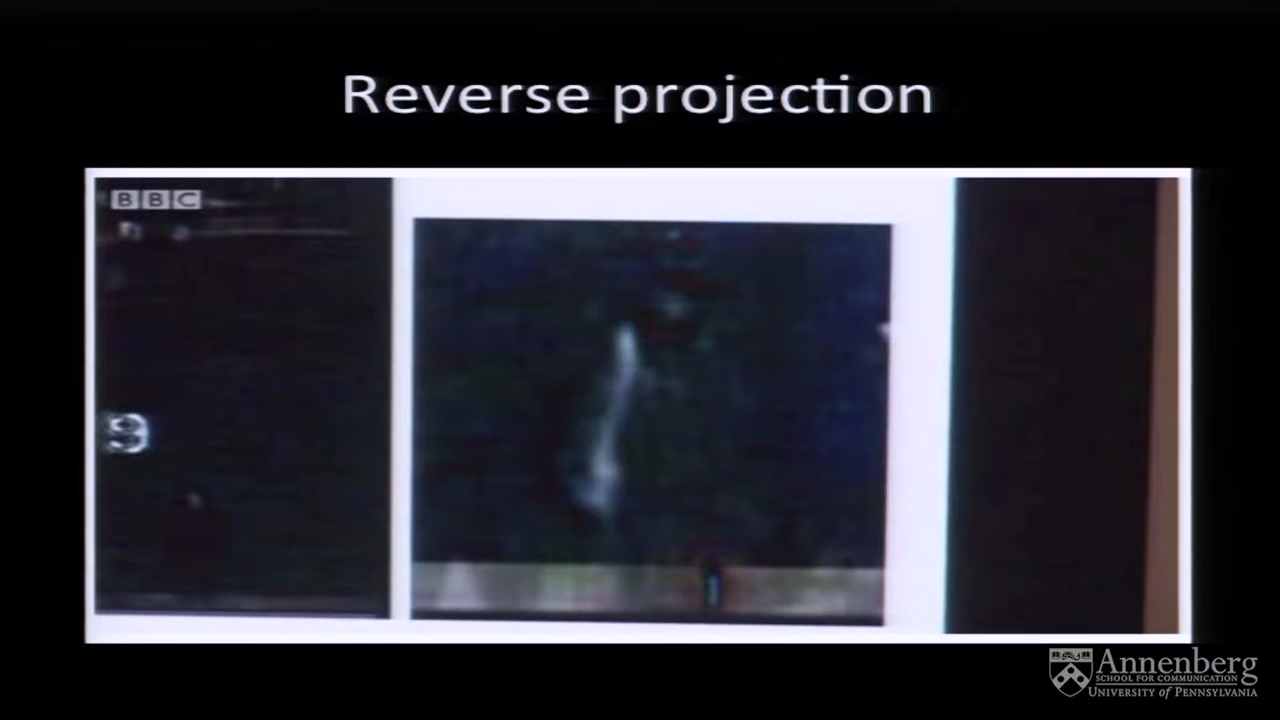 Reverse projection
BBC
9
Annenberg
SCHOOL FOR COMMUNICATION
UNIVERSITY of PENNSYLVANIA